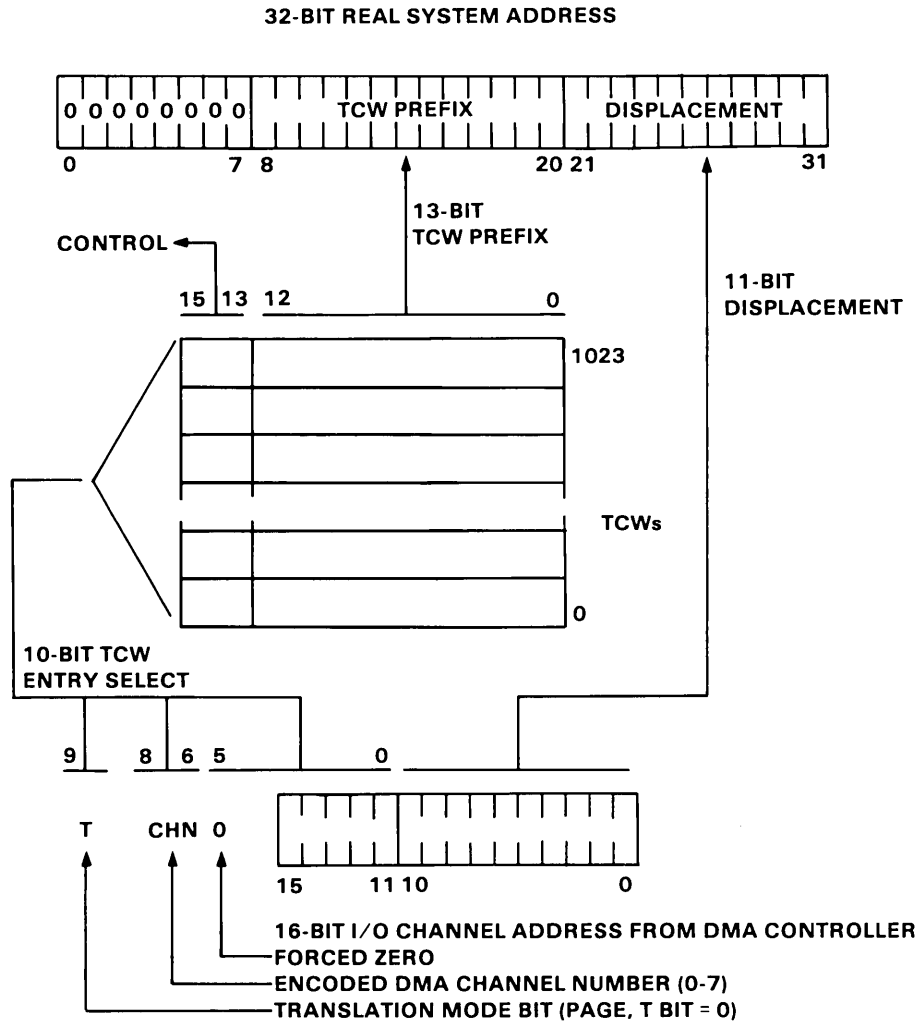 32-BIT REAL SYSTEM ADDRESS
0 0 0 0 0 0 0 0 TCW PREFIX DISPLACEMENT
0 7 8 20 21 31
13-BIT
TCW PREFIX
CONTROL
11-BIT
DISPLACEMENT
15 13 12 0
1023
TCWs
0
10-BIT TCW
ENTRY SELECT
9 8 6 5 0
T CHN 0
15 11 10 0
16-BIT I/O CHANNEL ADDRESS FROM DMA CONTROLLER
FORCED ZERO
ENCODED DMA CHANNEL NUMBER (0-7)
TRANSLATION MODE BIT (PAGE, T BIT = 0)